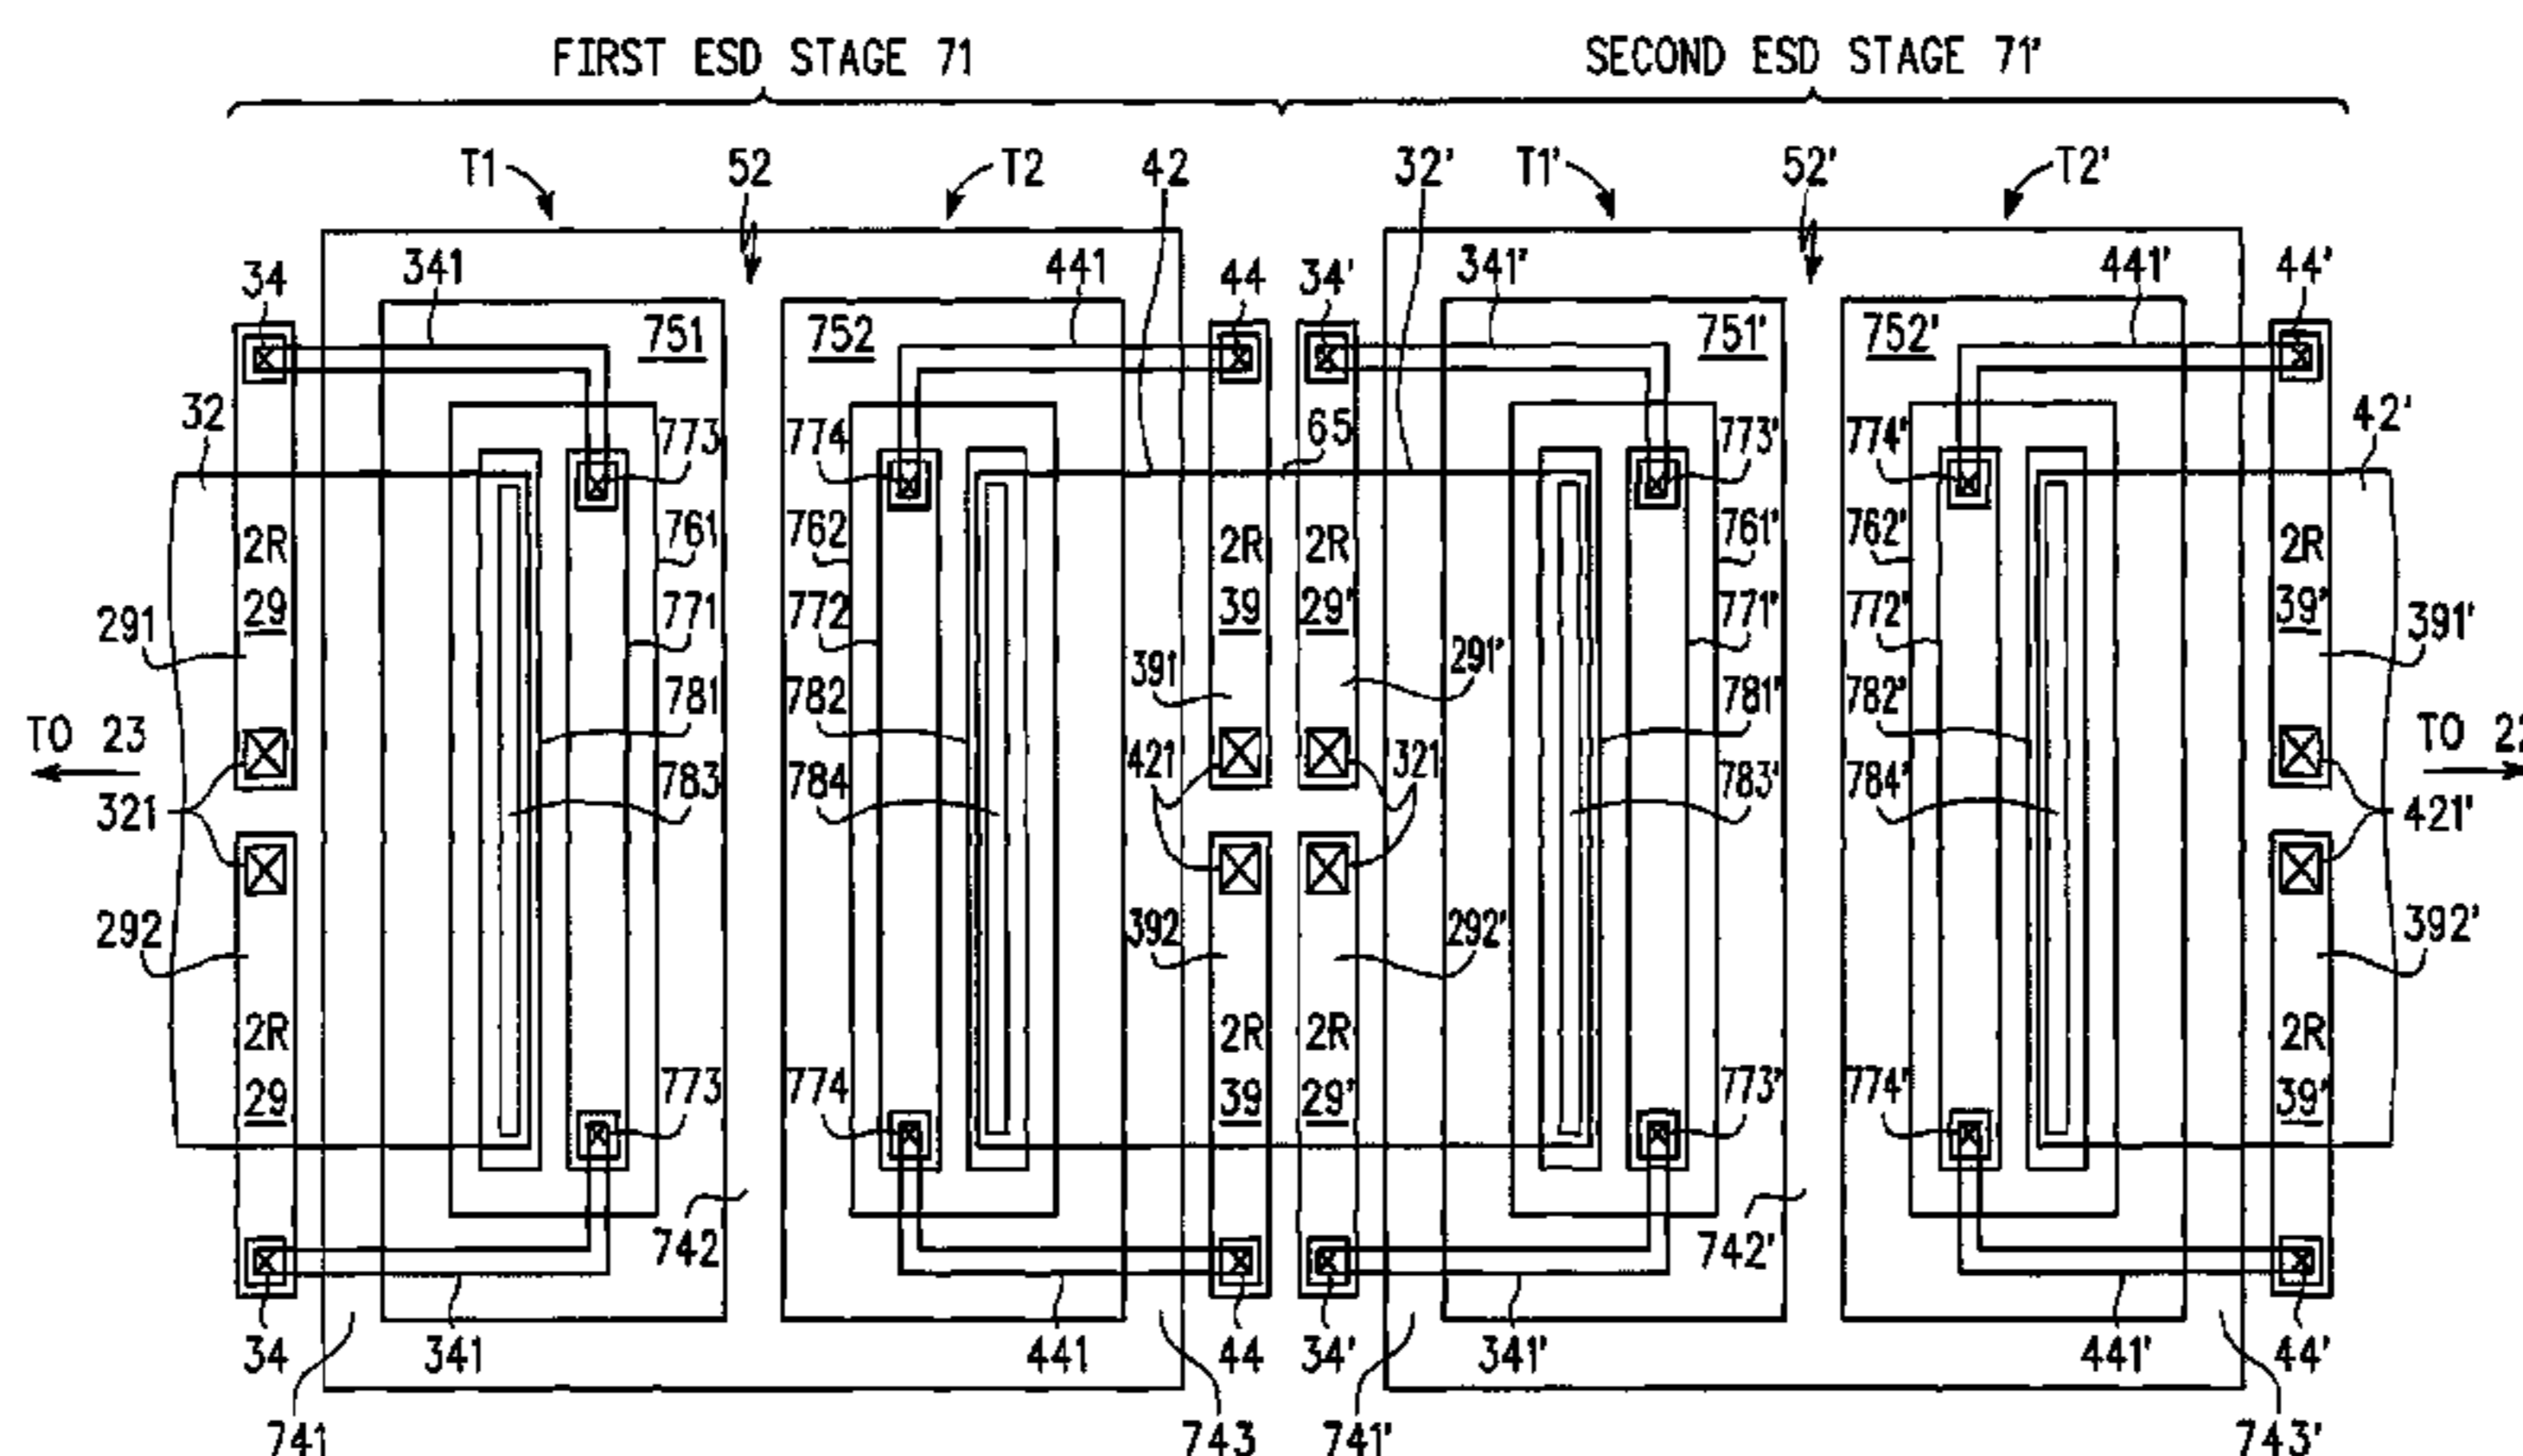 FIRST ESD STAGE 71 SECOND ESD STAGE 71'
T1 52 T2 42 32' T1' 52' T2'
34 341 441 44 34' 341' 441' 44'
751 752 751' 752'
32 773 774 65 773' 774' 42'
2R 761 762 2R 2R 761' 762' 2R
291 29 771 772 39 29' 771' 772' 39' 391'
781 782 391 291' 781' 782'
TO 23 783 784 421 321 783' 784' TO 22
321 421'
292 392 292' 392'
2R 2R 2R 2R
29 773 774 39 29' 773' 774' 39'
742 742'
34 341 441 44 34' 341' 441' 44'
741 743 741' 743'